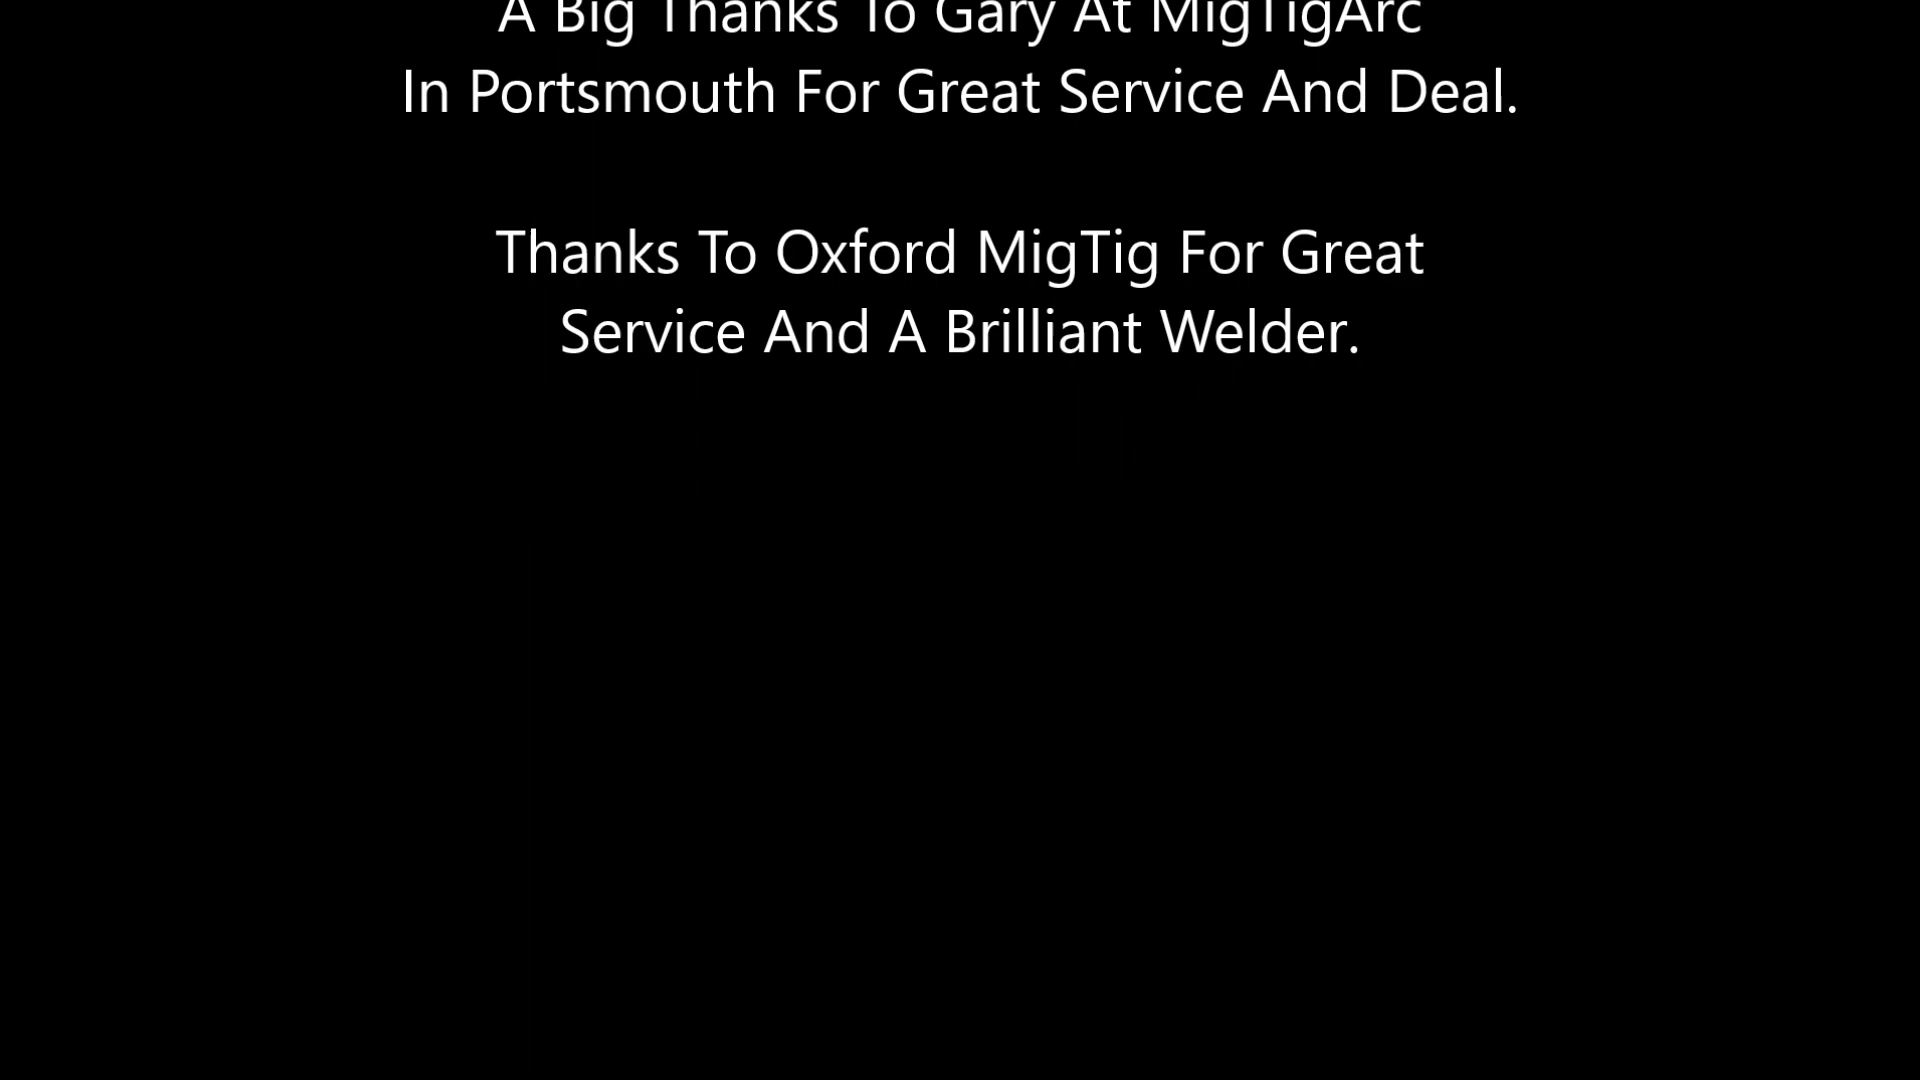 A Big Thanks To Gary At MigTigArc
In Portsmouth For Great Service And Deal.
Thanks To Oxford MigTig For Great
Service And A Brilliant Welder.